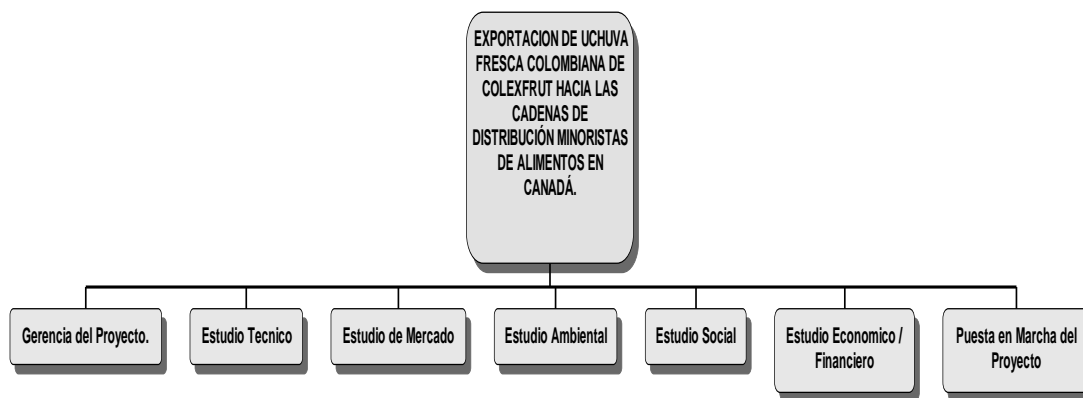 EXPORTACION DE UCHUVA
FRESCA COLOMBIANA DE
COLEXFRUT HACIA LAS
CADENAS DE
DISTRIBUCIÓN MINORISTAS
DE ALIMENTOS EN
CANADÁ.
Gerencia del Proyecto.
Estudio Tecnico
Estudio de Mercado
Estudio Ambiental
Estudio Social
Estudio Economico /
Financiero
Puesta en Marcha del
Proyecto